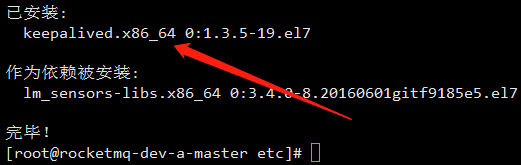 已安装:
keepalived.x86_64 0:1.3.5-19.el7
作为依赖被安装:
lm_sensors-libs.x86_64 0:3.4.0-8.20160601gitf9185e5.el7
完毕！
[root@rocketmq-dev-a-master etc]#